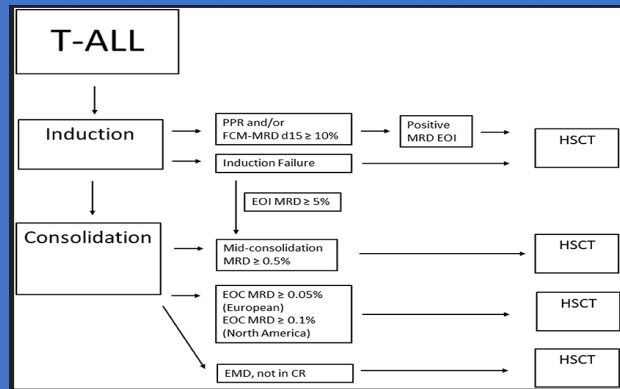 T-ALL
Induction
PPR and/or
FCM-MRD d15 ≥ 10%
Positive
MRD EOI
HSCT
Induction Failure
EOI MRD ≥ 5%
Consolidation
Mid-consolidation
MRD ≥ 0.5%
HSCT
EOC MRD ≥ 0.05%
(European)
EOC MRD ≥ 0.1%
(North America)
HSCT
EMD, not in CR
HSCT